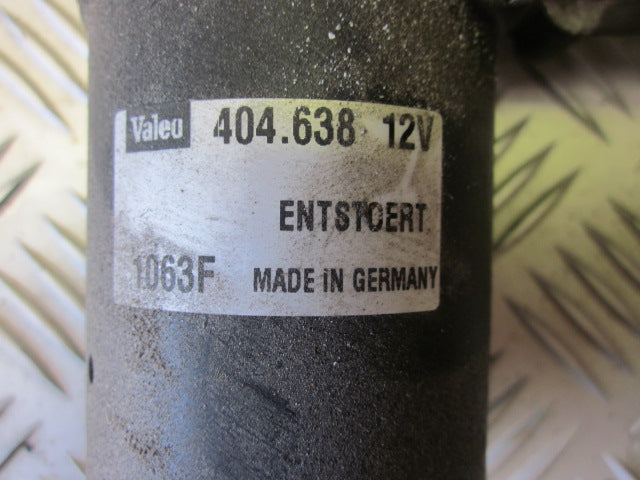 Valeo 404.638 12V
ENTSTOERT
1063F MADE iN GERMANY